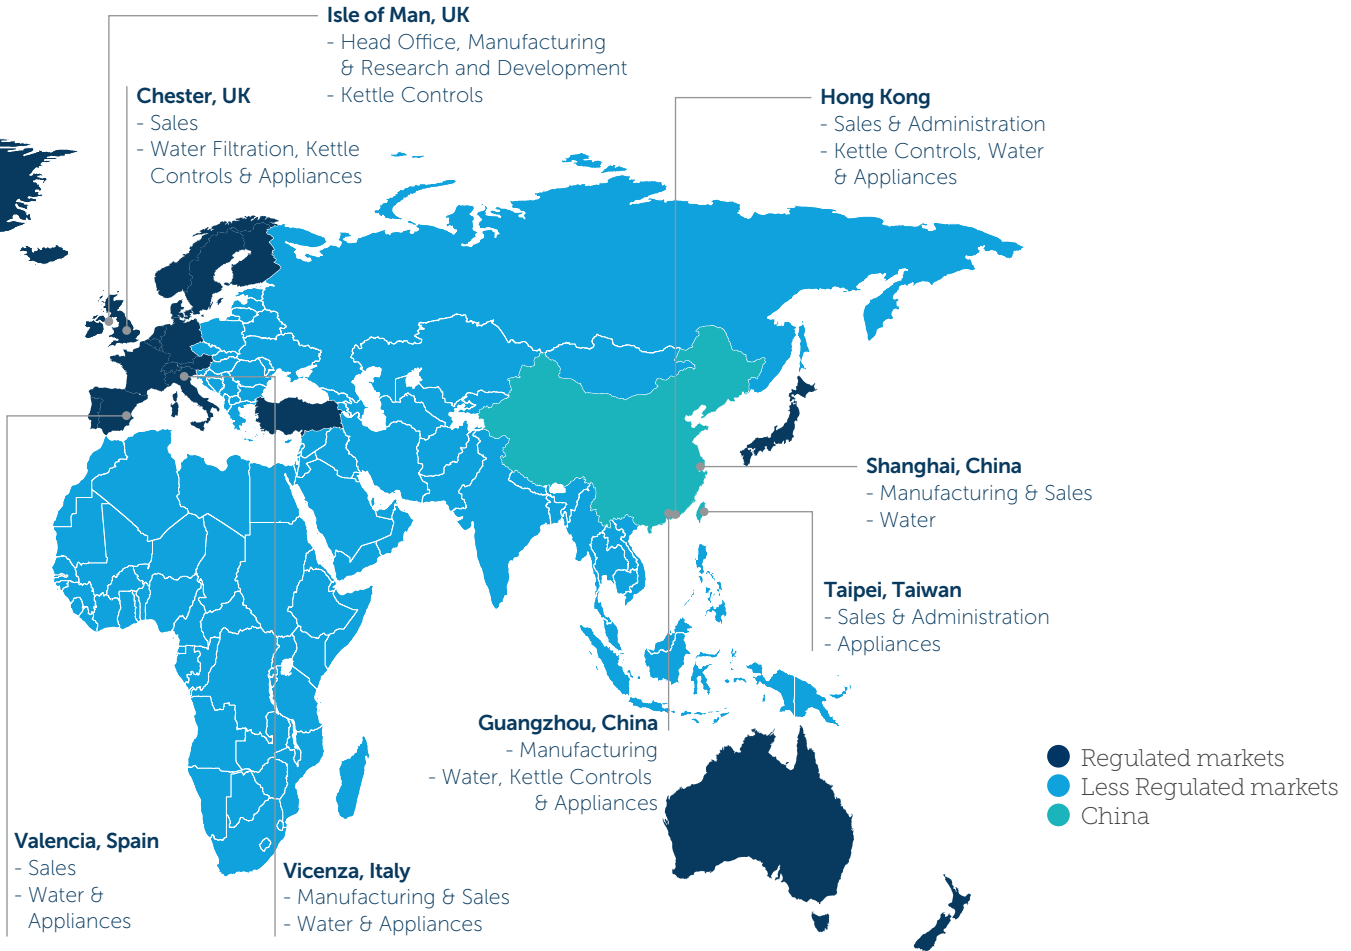 Isle of Man, UK
- Head Office, Manufacturing
& Research and Development
- Kettle Controls
Chester, UK
- Sales
- Water Filtration, Kettle
Controls & Appliances
Hong Kong
- Sales & Administration
- Kettle Controls, Water
& Appliances
Shanghai, China
- Manufacturing & Sales
- Water
Taipei, Taiwan
- Sales & Administration
- Appliances
Guangzhou, China
- Manufacturing
- Water, Kettle Controls
& Appliances
Regulated markets
Less Regulated markets
China
Valencia, Spain
- Sales
- Water &
Appliances
Vicenza, Italy
- Manufacturing & Sales
- Water & Appliances